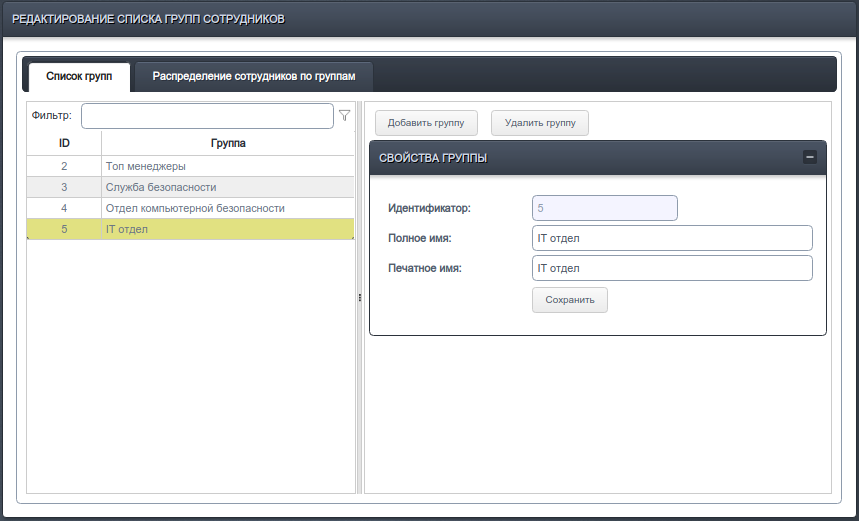 РЕДАКТИРОВАНИЕ СПИСКА ГРУПП СОТРУДНИКОВ
Список групп Распределение сотрудников по группам
Фильтр:
ID Группа
2 Топ менеджеры
3 Служба безопасности
4 Отдел компьютерной безопасности
5 IT отдел
Добавить группу Удалить группу
СВОЙСТВА ГРУППЫ
Идентификатор: 5
Полное имя: IT отдел
Печатное имя: IT отдел
Сохранить